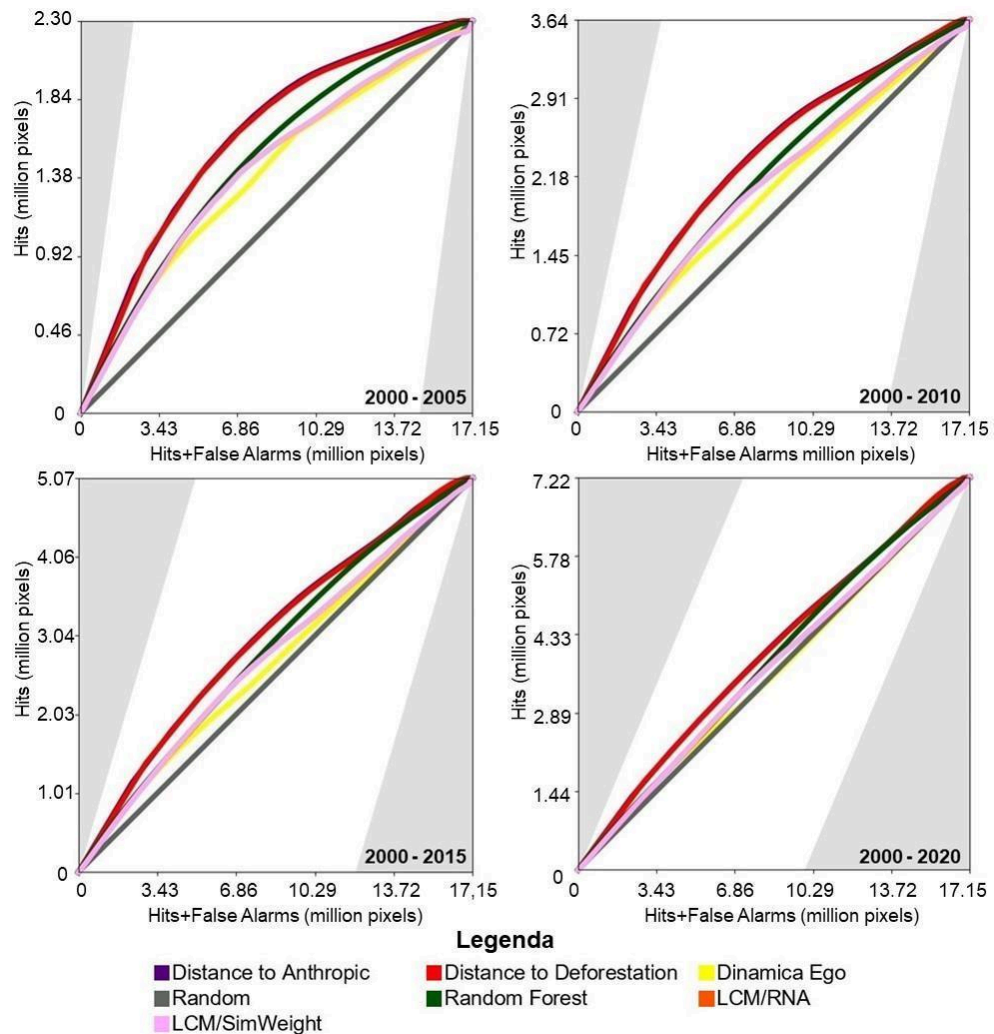 2.30
1.84
1.38
0.92
0.46
0
Hits (million pixels)
2000 - 2005
0 3.43 6.86 10.29 13.72 17.15
Hits+False Alarms (million pixels)
3.64
2.91
2.18
1.45
0.72
0
Hits (million pixels)
2000 - 2010
0 3.43 6.86 10.29 13.72 17.15
Hits+False Alarms million pixels)
5.07
4.06
3.04
2.03
1.01
0
Hits (million pixels)
2000 - 2015
0 3.43 6.86 10.29 13.72 17,15
Hits+False Alarms (million pixels)
7.22
5.78
4.33
2.89
1.44
0
Hits (million pixels)
2000 - 2020
0 3.43 6.86 10.29 13.72 17.15
Hits+False Alarms (million pixels)
Legenda
Distance to Anthropic Distance to Deforestation Dinamica Ego
Random Random Forest LCM/RNA
LCM/SimWeight